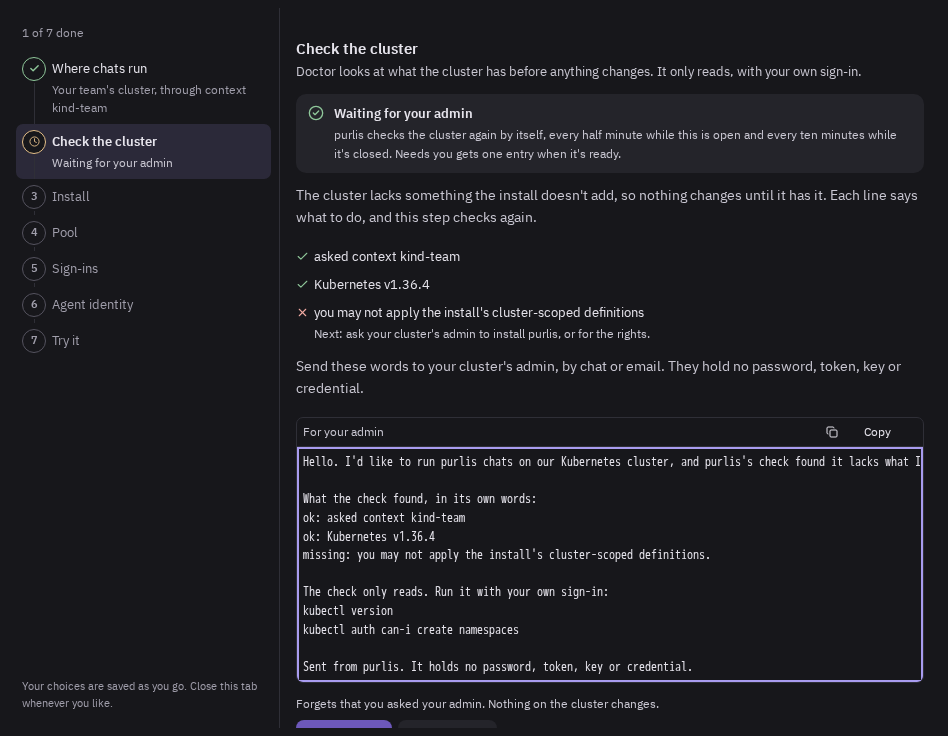 1 of 7 done
Where chats run
Your team's cluster, through context
kind-team
Check the cluster
Waiting for your admin
3 Install
4 Pool
5 Sign-ins
6 Agent identity
7 Try it
Your choices are saved as you go. Close this tab
whenever you like.
Check the cluster
Doctor looks at what the cluster has before anything changes. It only reads, with your own sign-in.
Waiting for your admin
purlis checks the cluster again by itself, every half minute while this is open and every ten minutes while
it's closed. Needs you gets one entry when it's ready.
The cluster lacks something the install doesn't add, so nothing changes until it has it. Each line says
what to do, and this step checks again.
asked context kind-team
Kubernetes v1.36.4
you may not apply the install's cluster-scoped definitions
Next: ask your cluster's admin to install purlis, or for the rights.
Send these words to your cluster's admin, by chat or email. They hold no password, token, key or
credential.
For your admin
Copy
Hello. I'd like to run purlis chats on our Kubernetes cluster, and purlis's check found it lacks what I
What the check found, in its own words:
ok: asked context kind-team
ok: Kubernetes v1.36.4
missing: you may not apply the install's cluster-scoped definitions.
The check only reads. Run it with your own sign-in:
kubectl version
kubectl auth can-i create namespaces
Sent from purlis. It holds no password, token, key or credential.
Forgets that you asked your admin. Nothing on the cluster changes.